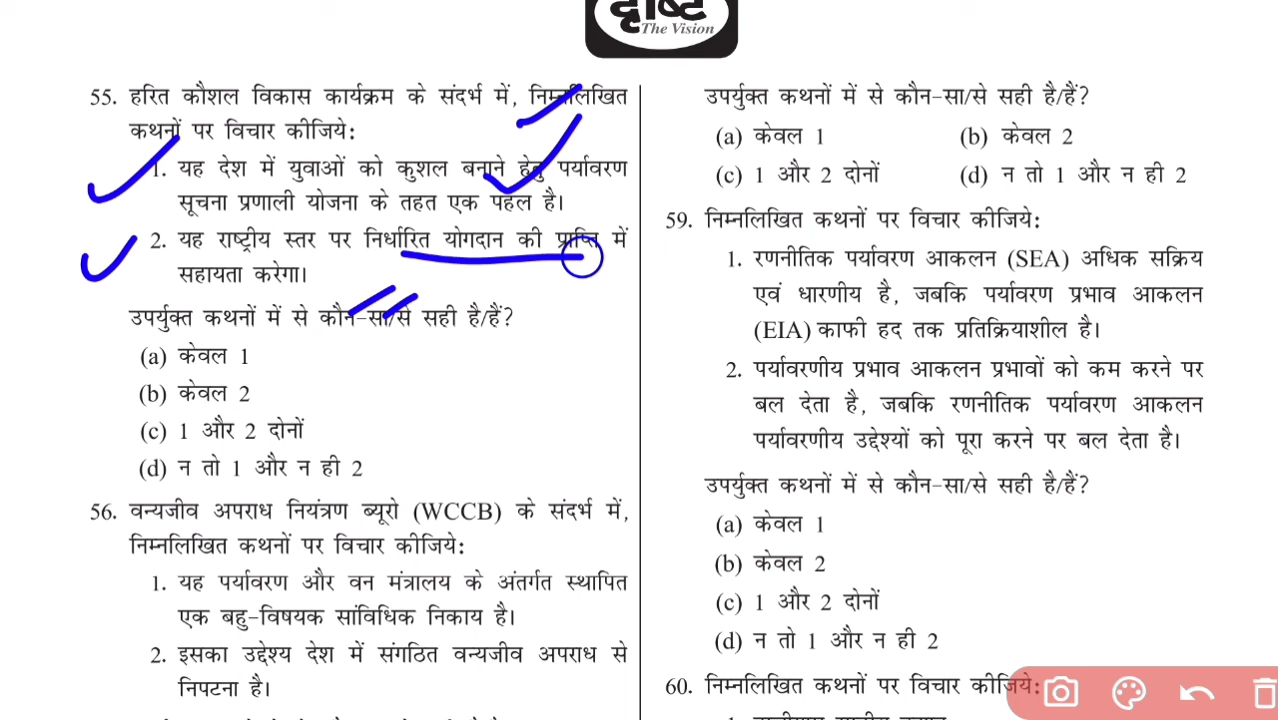 दृष्टि
The Vision
55. हरित कौशल विकास कार्यक्रम के संदर्भ में, निम्नलिखित
कथनों पर विचार कीजिये:
1. यह देश में युवाओं को कुशल बनाने हेतु पर्यावरण
सूचना प्रणाली योजना के तहत एक पहल है।
2. यह राष्ट्रीय स्तर पर निर्धारित योगदान की प्राप्ति में
सहायता करेगा।
उपर्युक्त कथनों में से कौन-सा/से सही है/हैं?
(a) केवल 1
(b) केवल 2
(c) 1 और 2 दोनों
(d) न तो 1 और न ही 2
56. वन्यजीव अपराध नियंत्रण ब्यूरो (WCCB) के संदर्भ में,
निम्नलिखित कथनों पर विचार कीजिये:
1. यह पर्यावरण और वन मंत्रालय के अंतर्गत स्थापित
एक बहु-विषयक सांविधिक निकाय है।
2. इसका उद्देश्य देश में संगठित वन्यजीव अपराध से
निपटना है।
उपर्युक्त कथनों में से कौन-सा/से सही है/हैं?
(a) केवल 1 (b) केवल 2
(c) 1 और 2 दोनों (d) न तो 1 और न ही 2
59. निम्नलिखित कथनों पर विचार कीजिये:
1. रणनीतिक पर्यावरण आकलन (SEA) अधिक सक्रिय
एवं धारणीय है, जबकि पर्यावरण प्रभाव आकलन
(EIA) काफी हद तक प्रतिक्रियाशील है।
2. पर्यावरणीय प्रभाव आकलन प्रभावों को कम करने पर
बल देता है, जबकि रणनीतिक पर्यावरण आकलन
पर्यावरणीय उद्देश्यों को पूरा करने पर बल देता है।
उपर्युक्त कथनों में से कौन-सा/से सही है/हैं?
(a) केवल 1
(b) केवल 2
(c) 1 और 2 दोनों
(d) न तो 1 और न ही 2
60. निम्नलिखित कथनों पर विचार कीजिये: